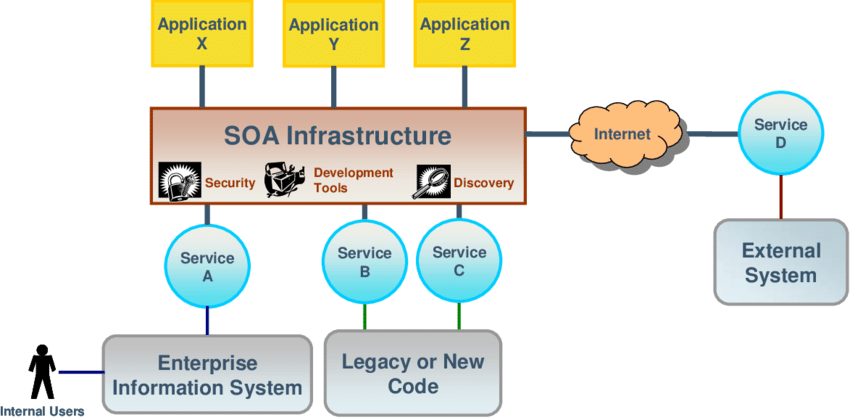 Application
X
Application
Y
Application
Z
SOA Infrastructure
Security
Development
Tools
Discovery
Internet
Service
D
Service
A
Service
B
Service
C
External
System
Enterprise
Information System
Legacy or New
Code
Internal Users